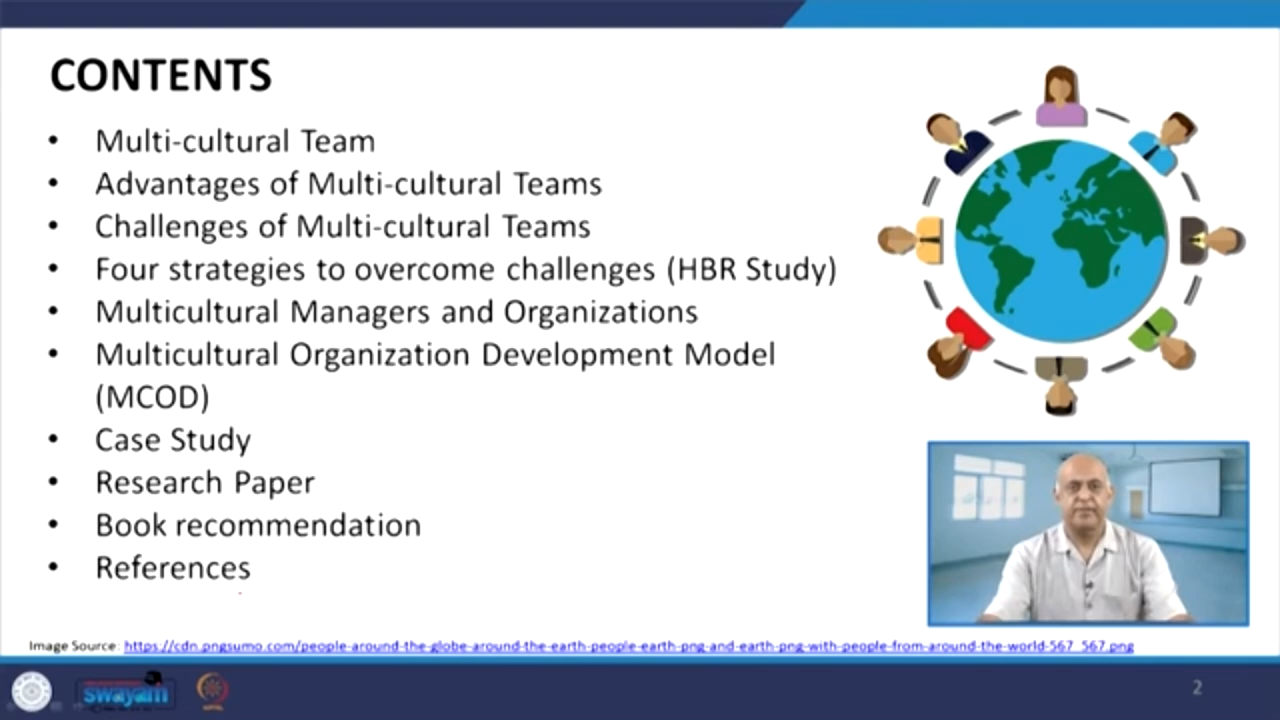 CONTENTS
• Multi-cultural Team
• Advantages of Multi-cultural Teams
• Challenges of Multi-cultural Teams
• Four strategies to overcome challenges (HBR Study)
• Multicultural Managers and Organizations
• Multicultural Organization Development Model
(MCOD)
• Case Study
• Research Paper
• Book recommendation
• References
Image Source: https://cdn.pngsumo.com/people-around-the-globe-around-the-earth-people-earth-png-and-earth-png-with-people-from-around-the-world-567_567.png
swayam
2